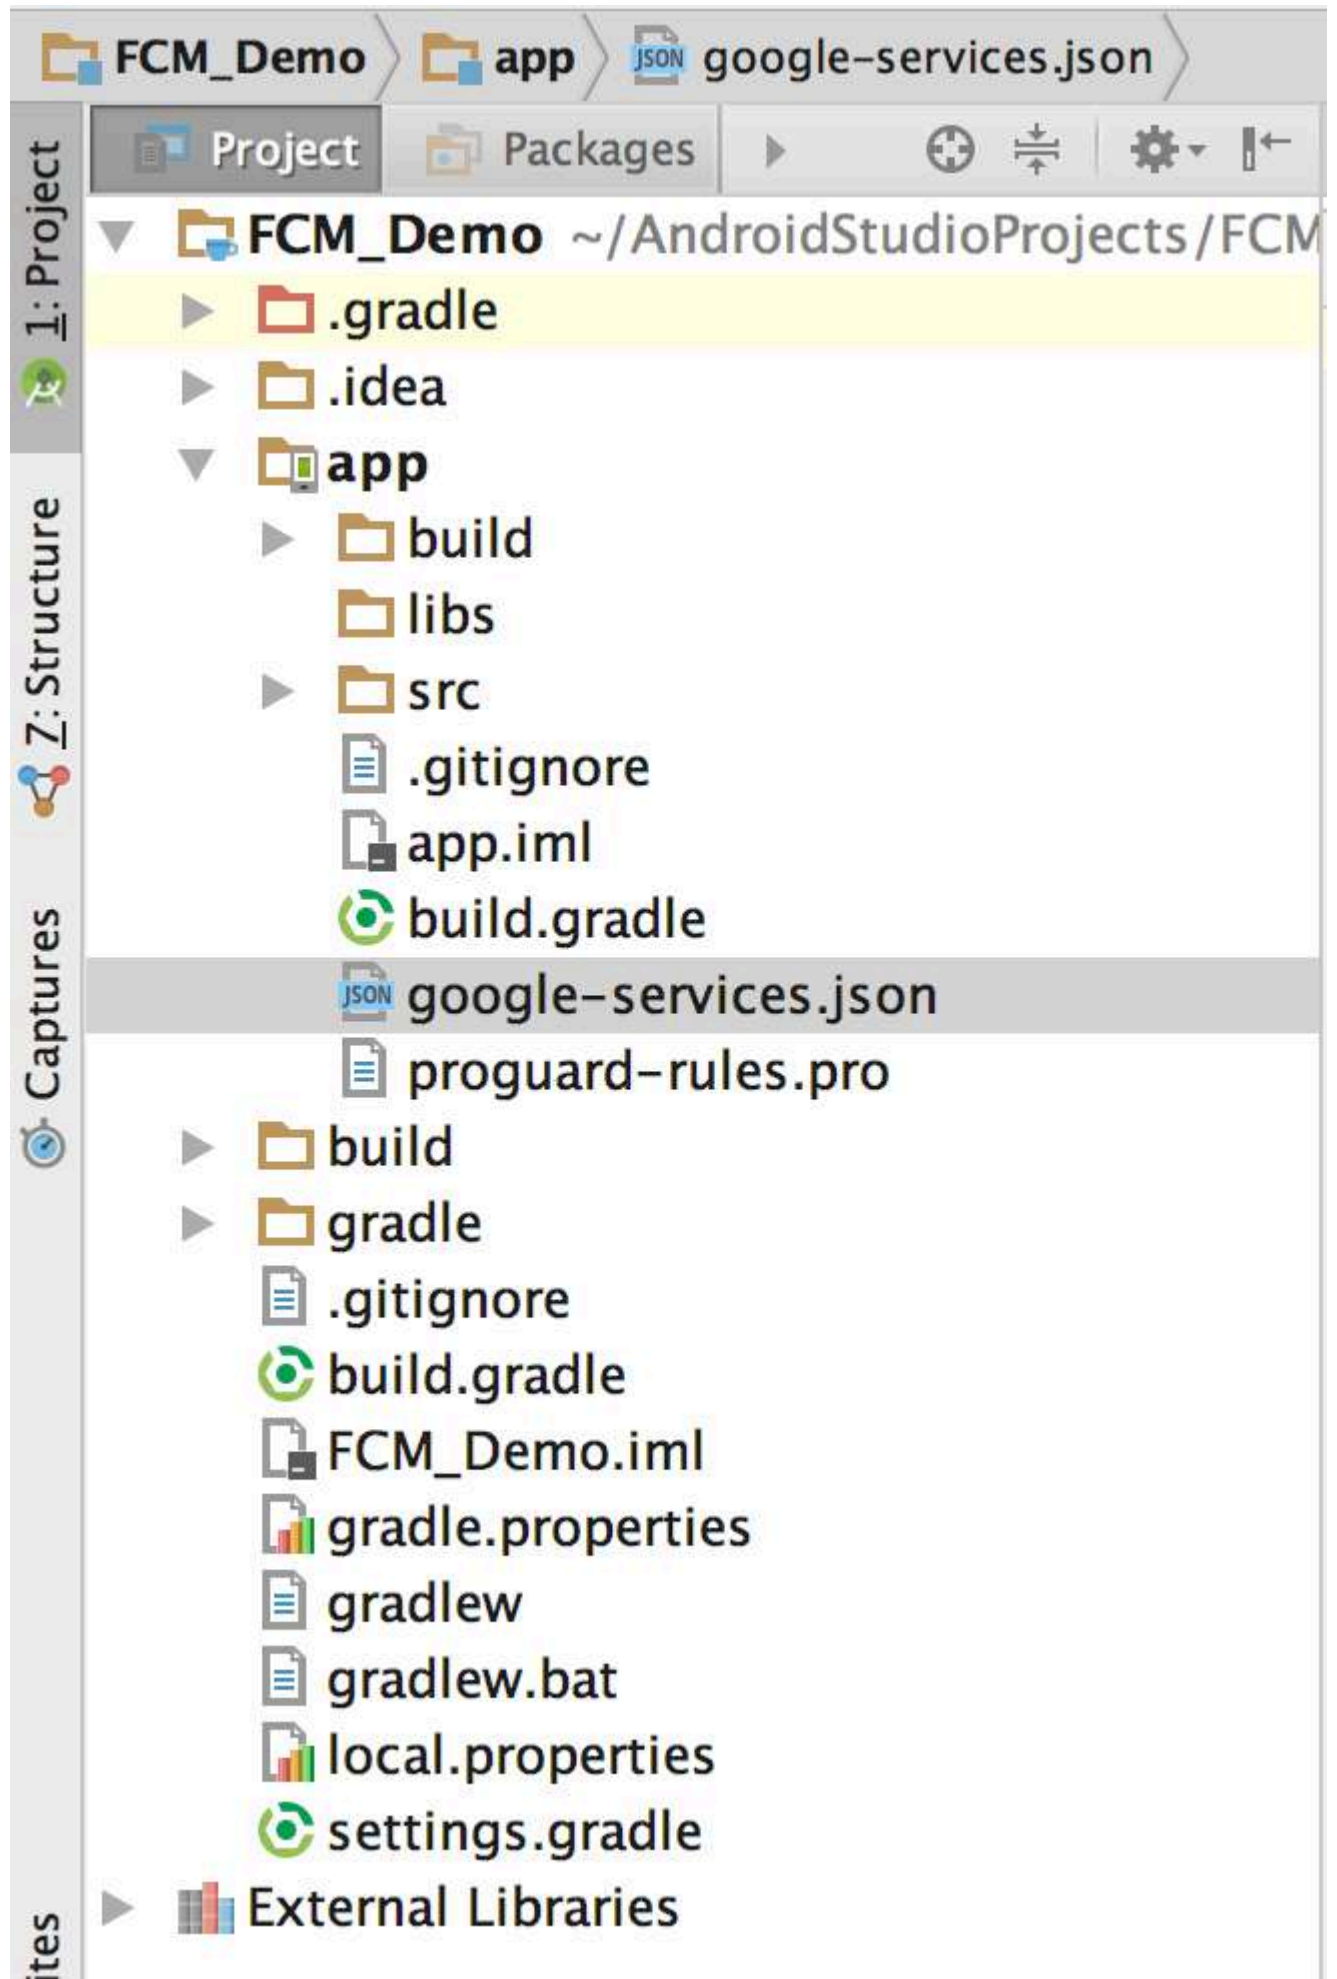 FCM_Demo app JSON google-services.json
Project Packages
FCM_Demo ~/AndroidStudioProjects/FCM
.gradle
.idea
app
build
libs
src
.gitignore
app.iml
build.gradle
JSON google-services.json
proguard-rules.pro
build
gradle
.gitignore
build.gradle
FCM_Demo.iml
gradle.properties
gradlew
gradlew.bat
local.properties
settings.gradle
External Libraries
1: Project
7: Structure
Captures
ites